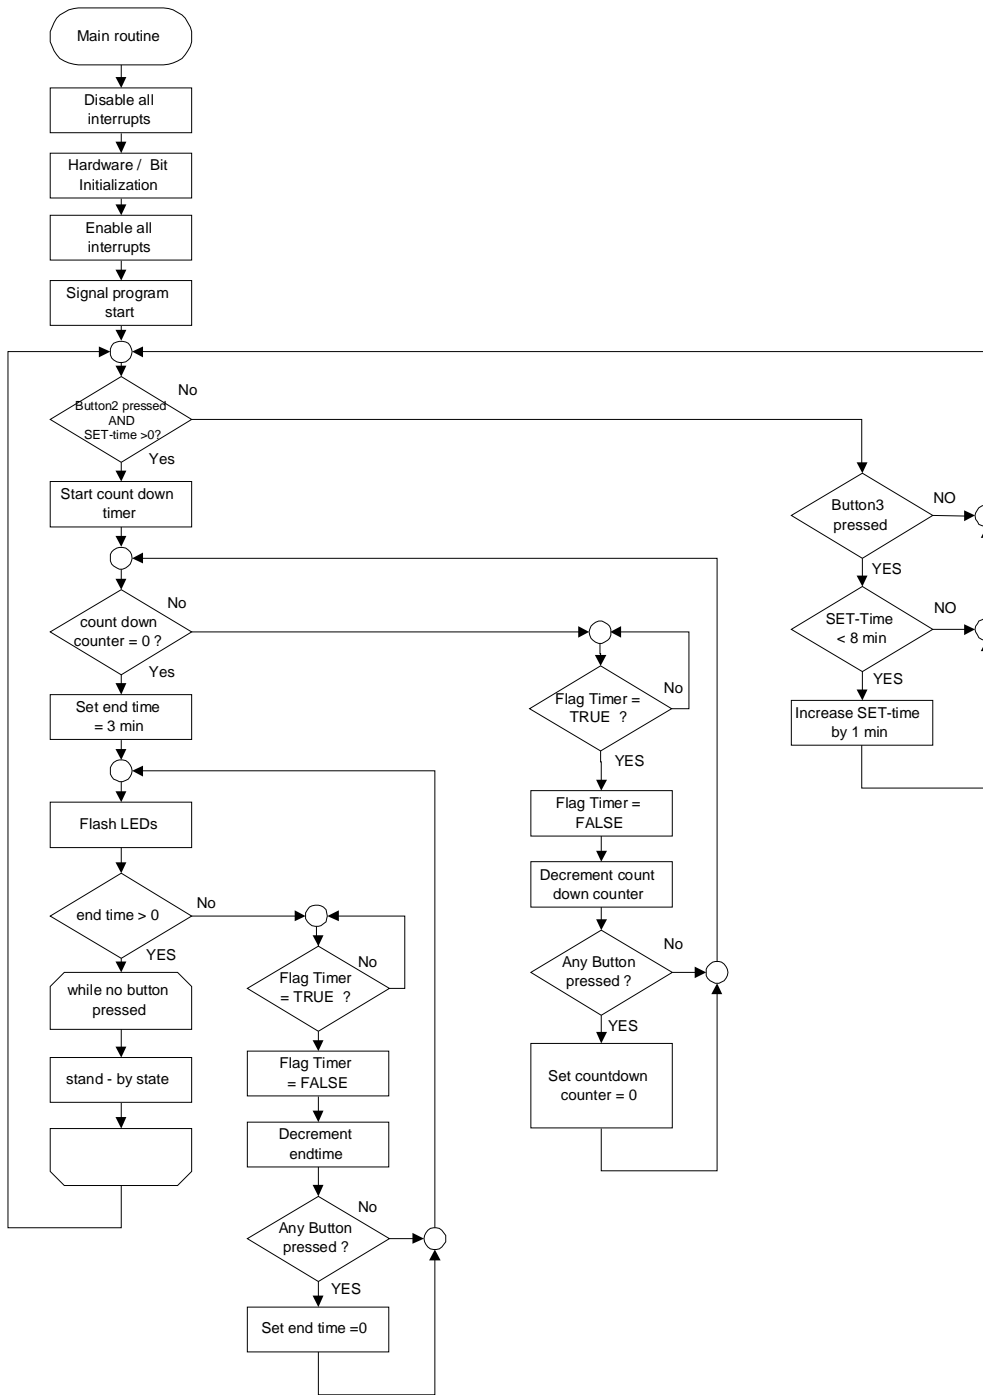 Main routine
Disable all
interrupts
Hardware / Bit
Initialization
Enable all
interrupts
Signal program
start
No
Button2 pressed
AND
SET-time >0?
Yes
Start count down
timer
Button3
pressed
NO
YES
No
count down
counter = 0 ?
Yes
SET-Time
< 8 min
NO
YES
Set end time
= 3 min
Flag Timer =
TRUE ?
No
YES
Increase SET-time
by 1 min
Flash LEDs
Flag Timer =
FALSE
Decrement count
down counter
end time > 0
No
YES
Any Button
pressed ?
No
YES
while no button
pressed
Flag Timer
= TRUE ?
No
stand - by state
Flag Timer
= FALSE
Set countdown
counter = 0
Decrement
endtime
Any Button
pressed ?
No
YES
Set end time =0